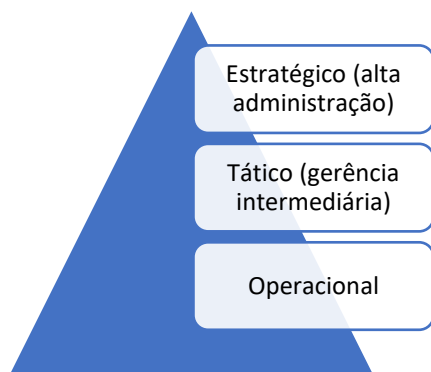 Estratégico (alta
administração)
Tático (gerência
intermediária)
Operacional